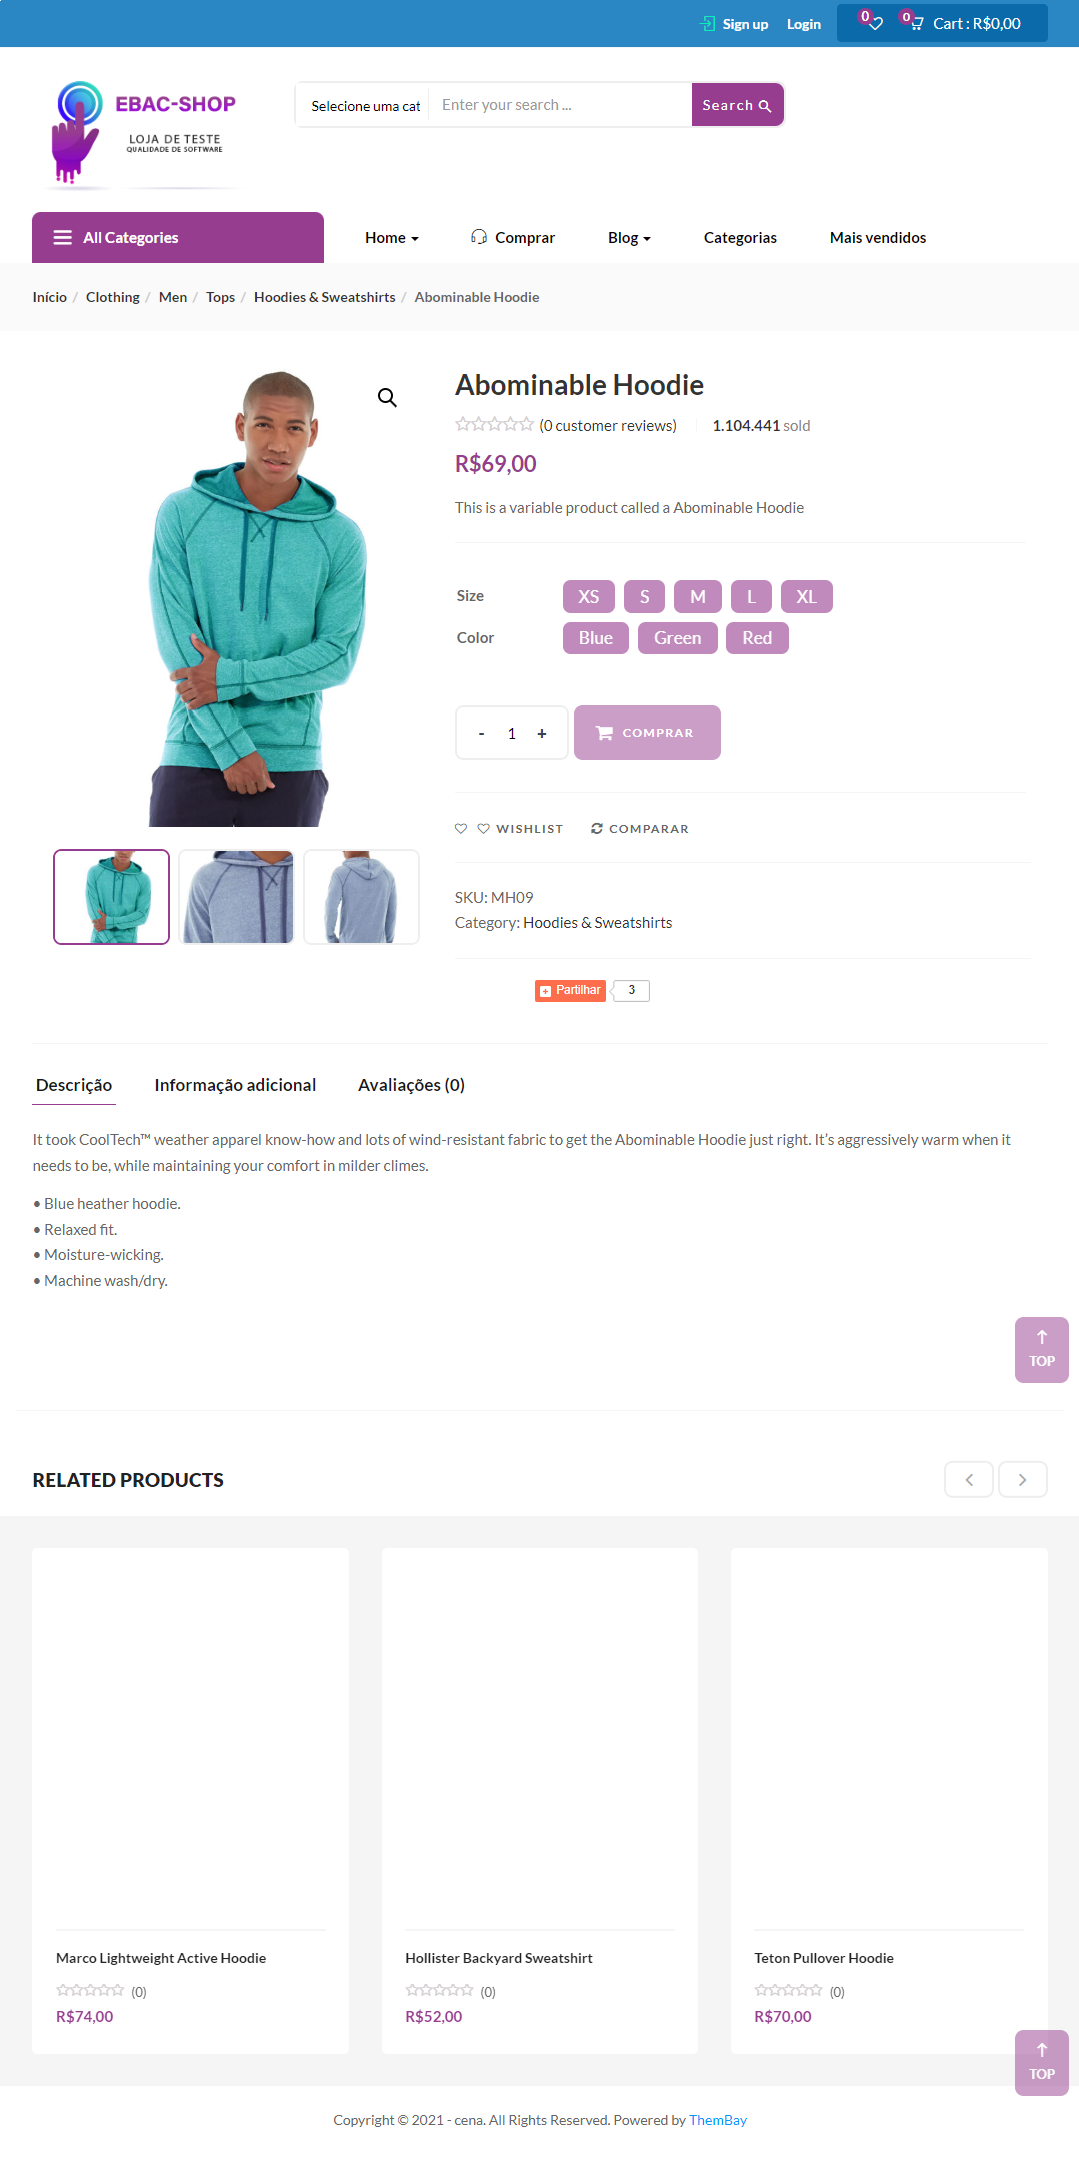 Sign up Login 0 0 Cart : R$0,00
EBAC-SHOP
LOJA DE TESTE
QUALIDADE DE SOFTWARE
Selecione uma cat Enter your search ... Search
All Categories Home Comprar Blog Categorias Mais vendidos
Início / Clothing / Men / Tops / Hoodies & Sweatshirts / Abominable Hoodie
Abominable Hoodie
(0 customer reviews) 1.104.441 sold
R$69,00
This is a variable product called a Abominable Hoodie
Size XS S M L XL
Color Blue Green Red
- 1 + COMPRAR
WISHLIST COMPARAR
SKU: MH09
Category: Hoodies & Sweatshirts
Partilhar 3
Descrição Informação adicional Avaliações (0)
It took CoolTech™ weather apparel know-how and lots of wind-resistant fabric to get the Abominable Hoodie just right. It’s aggressively warm when it
needs to be, while maintaining your comfort in milder climes.
• Blue heather hoodie.
• Relaxed fit.
• Moisture-wicking.
• Machine wash/dry.
TOP
RELATED PRODUCTS
Marco Lightweight Active Hoodie
(0)
R$74,00
Hollister Backyard Sweatshirt
(0)
R$52,00
Teton Pullover Hoodie
(0)
R$70,00
TOP
Copyright © 2021 - cena. All Rights Reserved. Powered by ThemBay